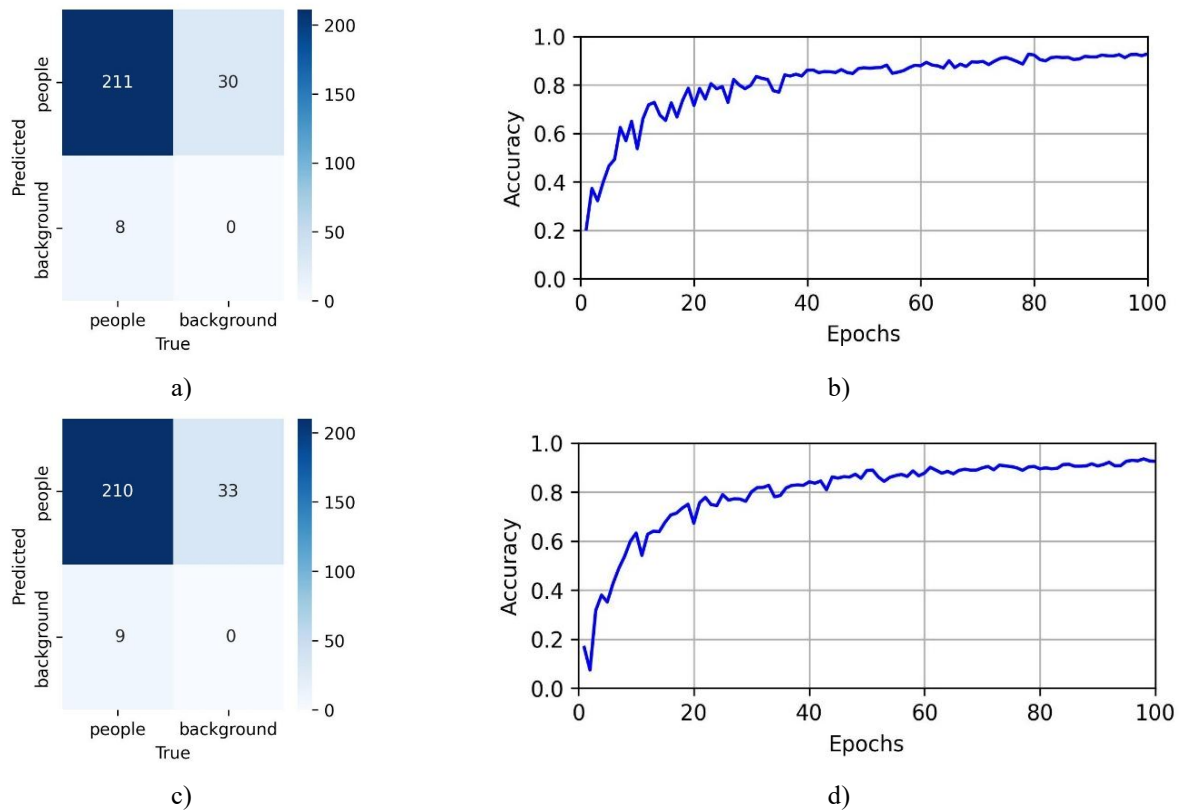 200
150
100
50
0
211
30
8
0
people
background
Predicted
people
background
True
a)
1.0
0.8
0.6
0.4
0.2
0.0
Accuracy
0
20
40
60
80
100
Epochs
b)
200
150
100
50
0
210
33
9
0
people
background
Predicted
people
background
True
c)
1.0
0.8
0.6
0.4
0.2
0.0
Accuracy
0
20
40
60
80
100
Epochs
d)